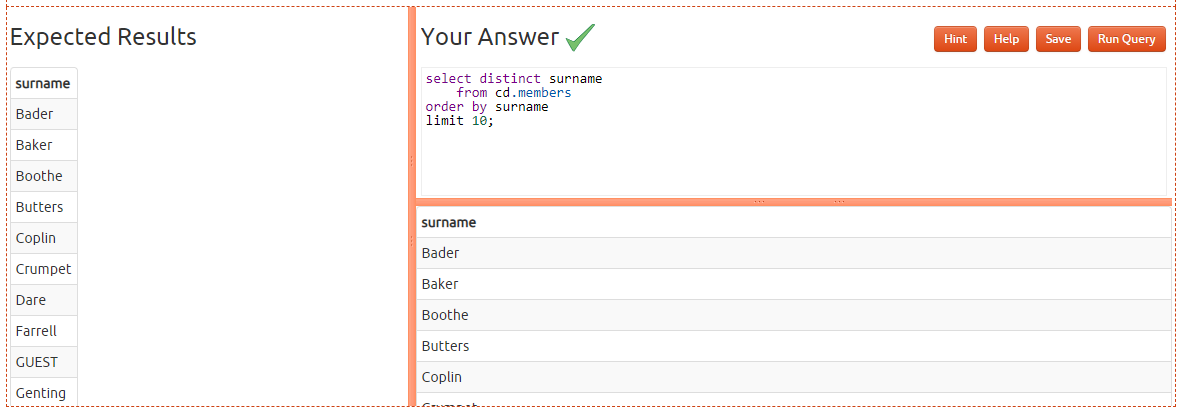 Expected Results
surname
Bader
Baker
Boothe
Butters
Coplin
Crumpet
Dare
Farrell
GUEST
Genting
Your Answer
Hint Help Save Run Query
select distinct surname
from cd.members
order by surname
limit 10;
surname
Bader
Baker
Boothe
Butters
Coplin